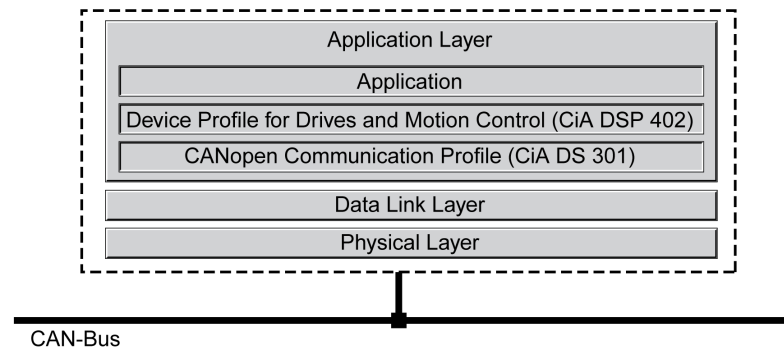 Application Layer
Application
Device Profile for Drives and Motion Control (CiA DSP 402)
CANopen Communication Profile (CiA DS 301)
Data Link Layer
Physical Layer
CAN-Bus